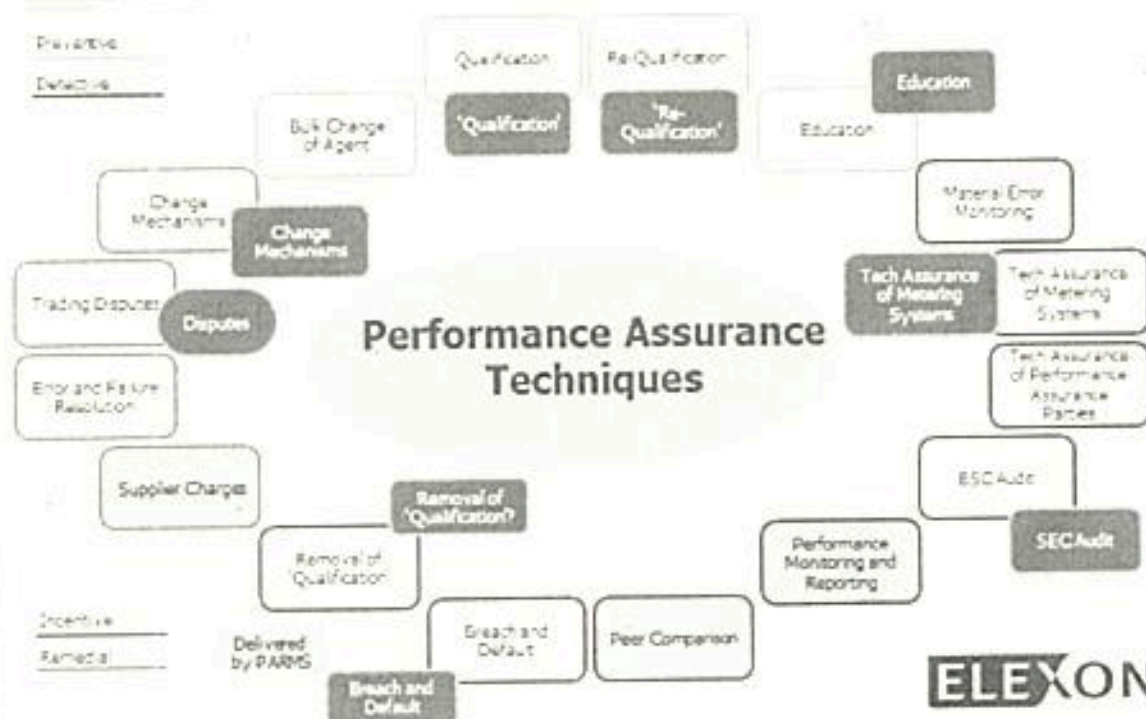 Preventive
Detective
Qualification
Re-Qualification
Education
'Qualification'
'Re-
Qualification'
Education
Bulk Change
of Agent
Material Error
Monitoring
Change
Mechanisms
Change
Mechanisms
Tech Assurance
of Metering
Systems
Tech Assurance
of Metering
Systems
Trading Disputes
Disputes
Performance Assurance
Techniques
Tech Assurance
of Performance
Assurance
Parties
Error and Failure
Resolution
Supplier Charges
BSC Audit
SEC Audit
Removal of
'Qualification'?
Removal of
'Qualification
Performance
Monitoring and
Reporting
Incentive
Remedial
Delivered
by PARMS
Breach and
Default
Peer Comparison
Breach and
Default
ELEXON